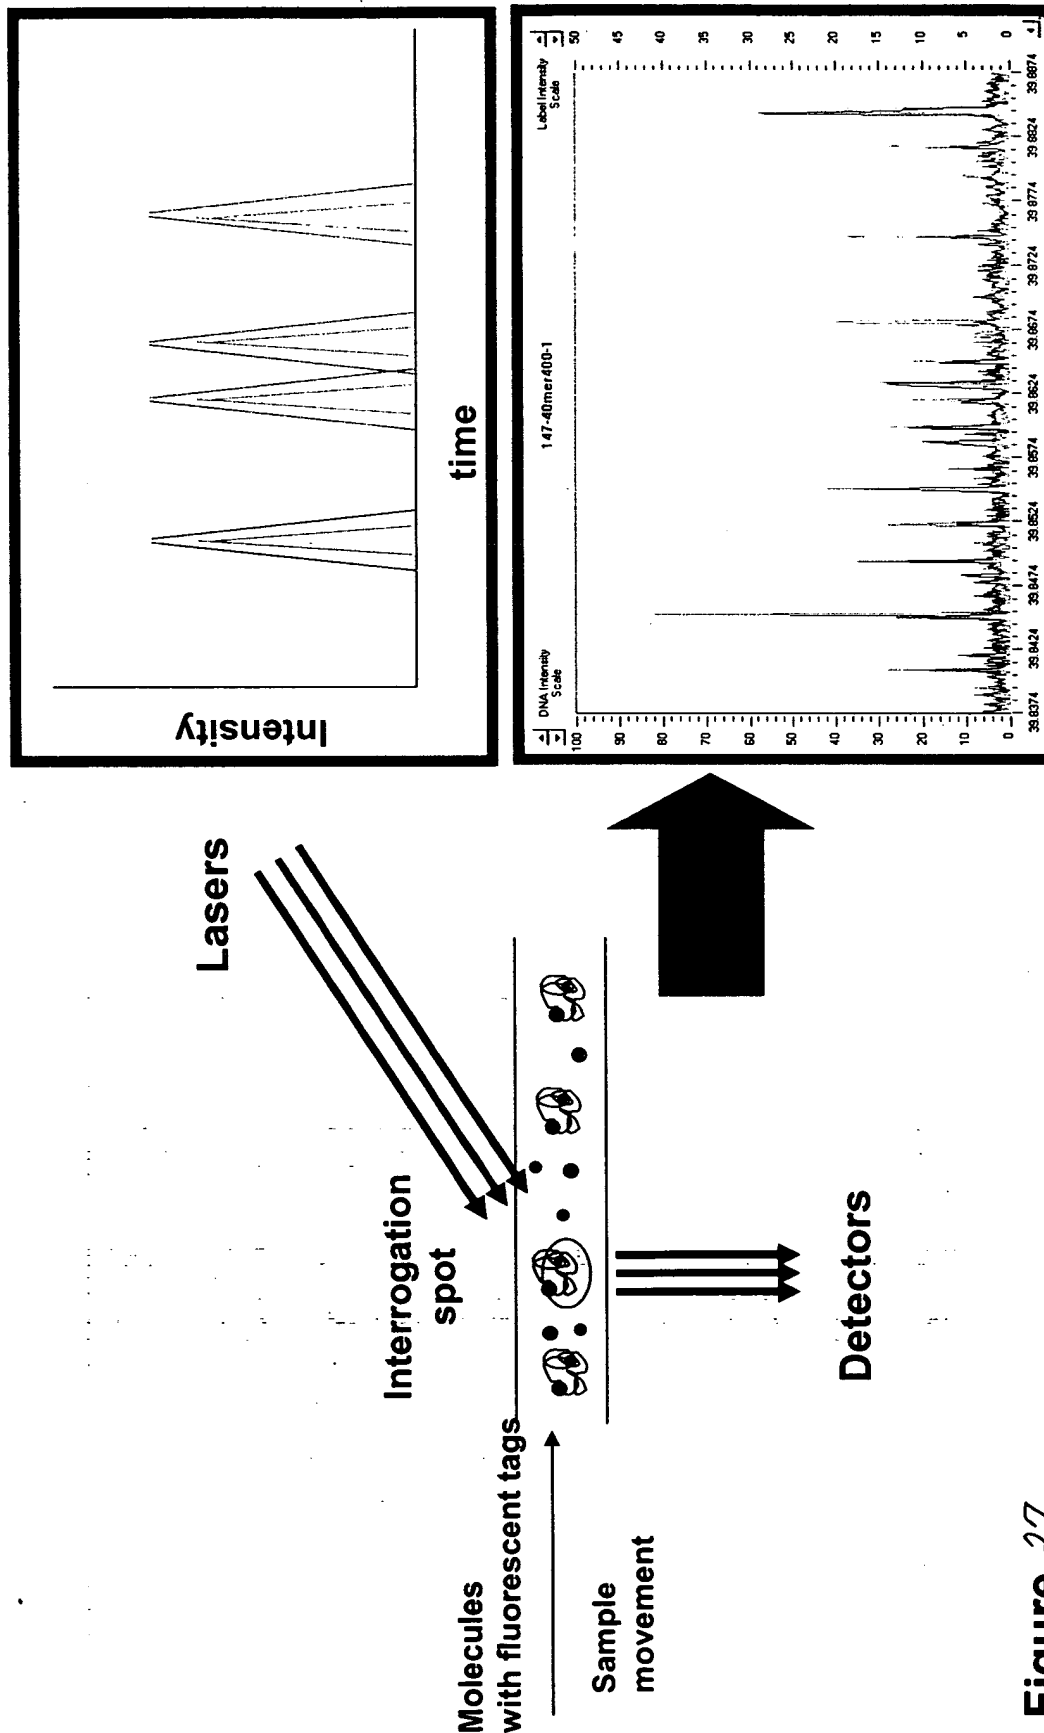 Molecules
with fluorescent tags
Sample
movement
Interrogation
spot
Lasers
Detectors
Intensity
time
DNA Intensity
Scale
147-40mer400-1
Label Intensity
Scale
100
90
80
70
60
50
40
30
20
10
0
50
45
40
35
30
25
20
15
10
5
0
39.8374
39.8424
39.8474
39.8524
39.8574
39.8624
39.8674
39.8724
39.8774
39.8824
39.8874
Figure 27